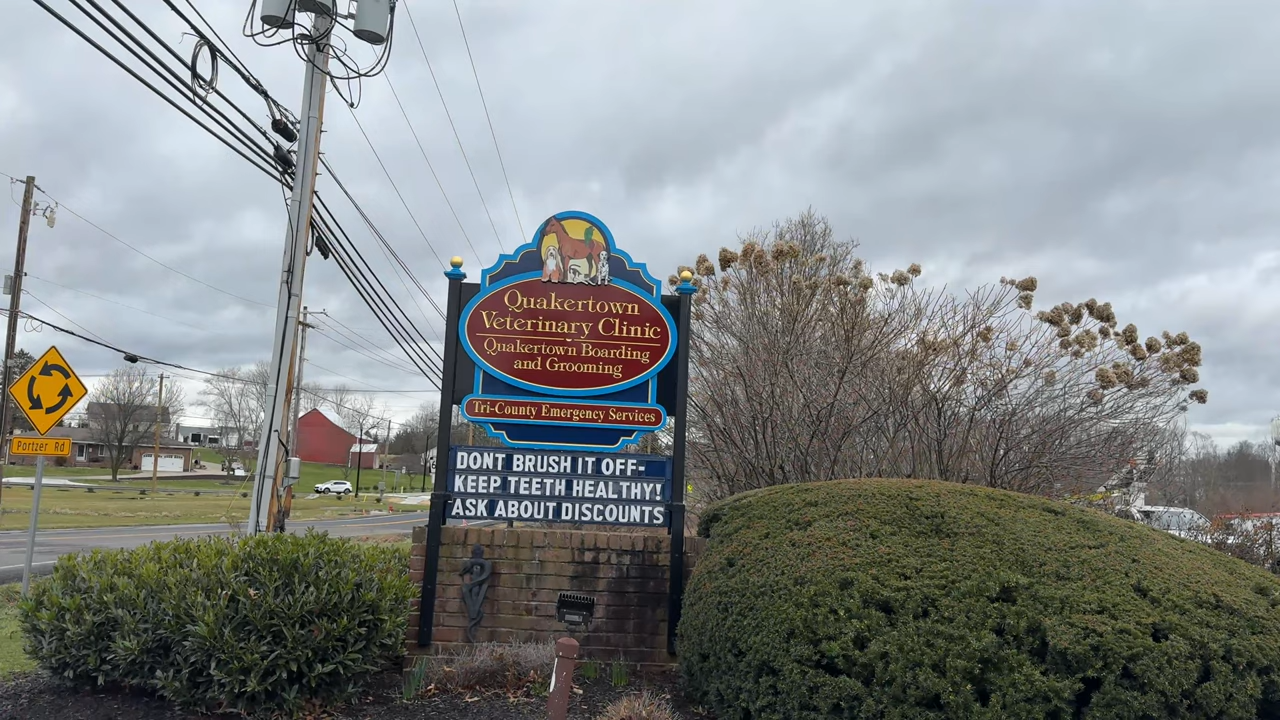 Quakertown
Veterinary Clinic
Quakertown Boarding
and Grooming
Tri-County Emergency Services
DONT BRUSH IT OFF-
KEEP TEETH HEALTHY!
ASK ABOUT DISCOUNTS
Portzer Rd